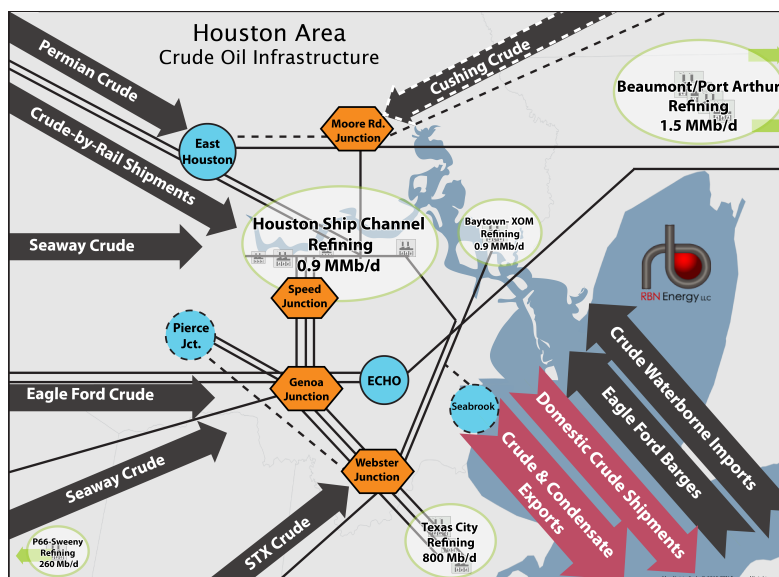 Houston Area
Crude Oil Infrastructure
Permian Crude
Cushing Crude
Crude-by-Rail Shipments
Moore Rd.
Junction
East
Houston
Beaumont/Port Arthur
Refining
1.5 MMb/d
Seaway Crude
Houston Ship Channel
Refining
0.9 MMb/d
Baytown- XOM
Refining
0.9 MMb/d
RBN Energy LLC
Speed
Junction
Pierce
Jct.
Eagle Ford Crude
Genoa
Junction
ECHO
Seabrook
Crude Waterborne Imports
Eagle Ford Barges
Domestic Crude Shipments
Crude & Condensate
Exports
Seaway Crude
Webster
Junction
STX Crude
Texas City
Refining
800 Mb/d
P66-Sweeny
Refining
260 Mb/d